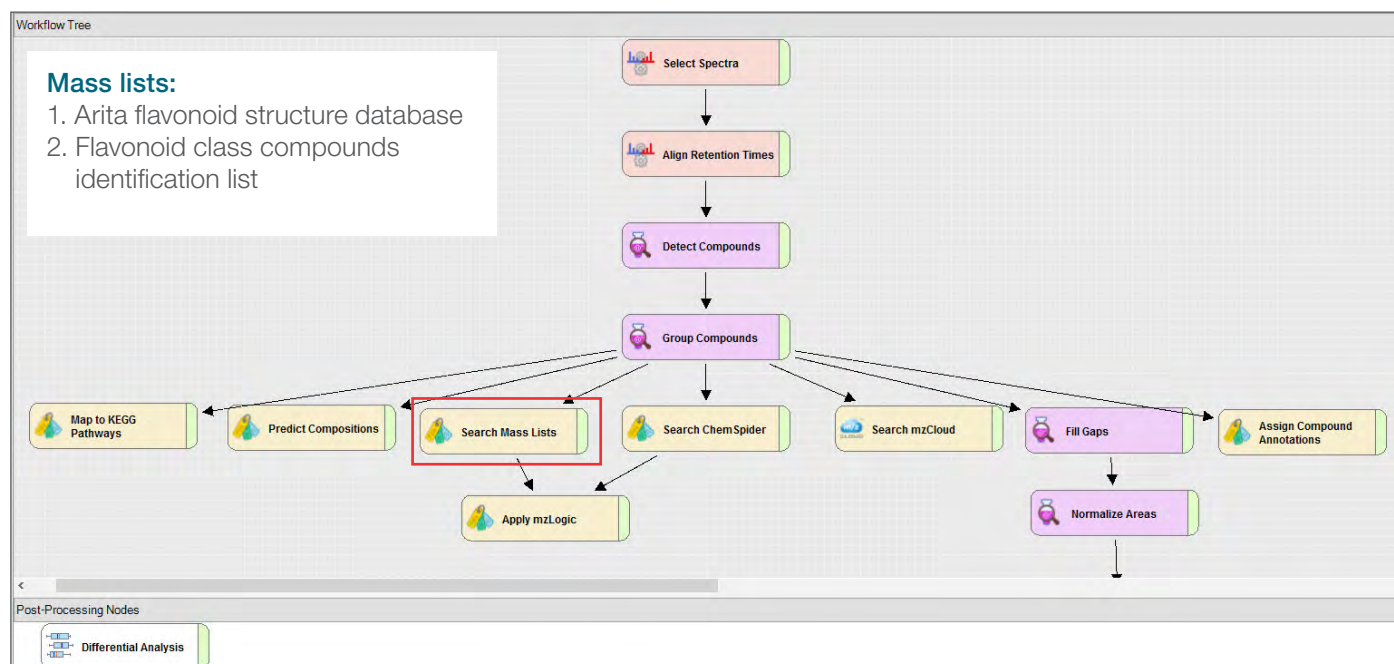 Workflow Tree
Mass lists:
1. Arita flavonoid structure database
2. Flavonoid class compounds
identification list
Select Spectra
Align Retention Times
Detect Compounds
Group Compounds
Map to KEGG
Pathways
Predict Compositions
Search Mass Lists
Search ChemSpider
Search mzCloud
Fill Gaps
Assign Compound
Annotations
Apply mzLogic
Normalize Areas
Post-Processing Nodes
Differential Analysis